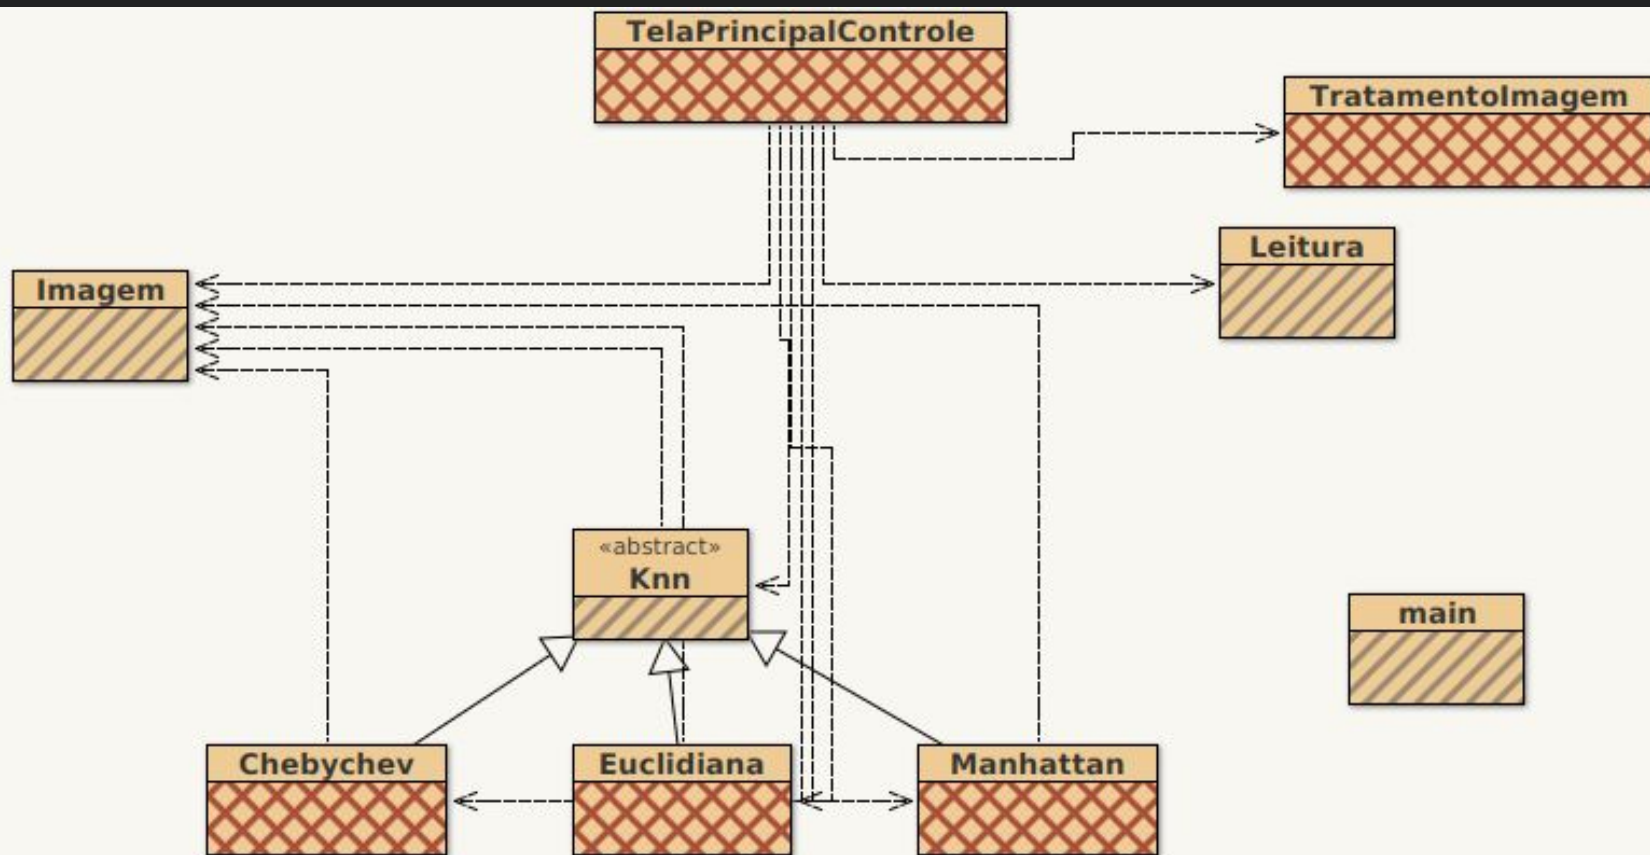 TelaPrincipalControle
TratamentoImagem
Leitura
Imagem
«abstract»
Knn
main
Chebychev
Euclidiana
Manhattan